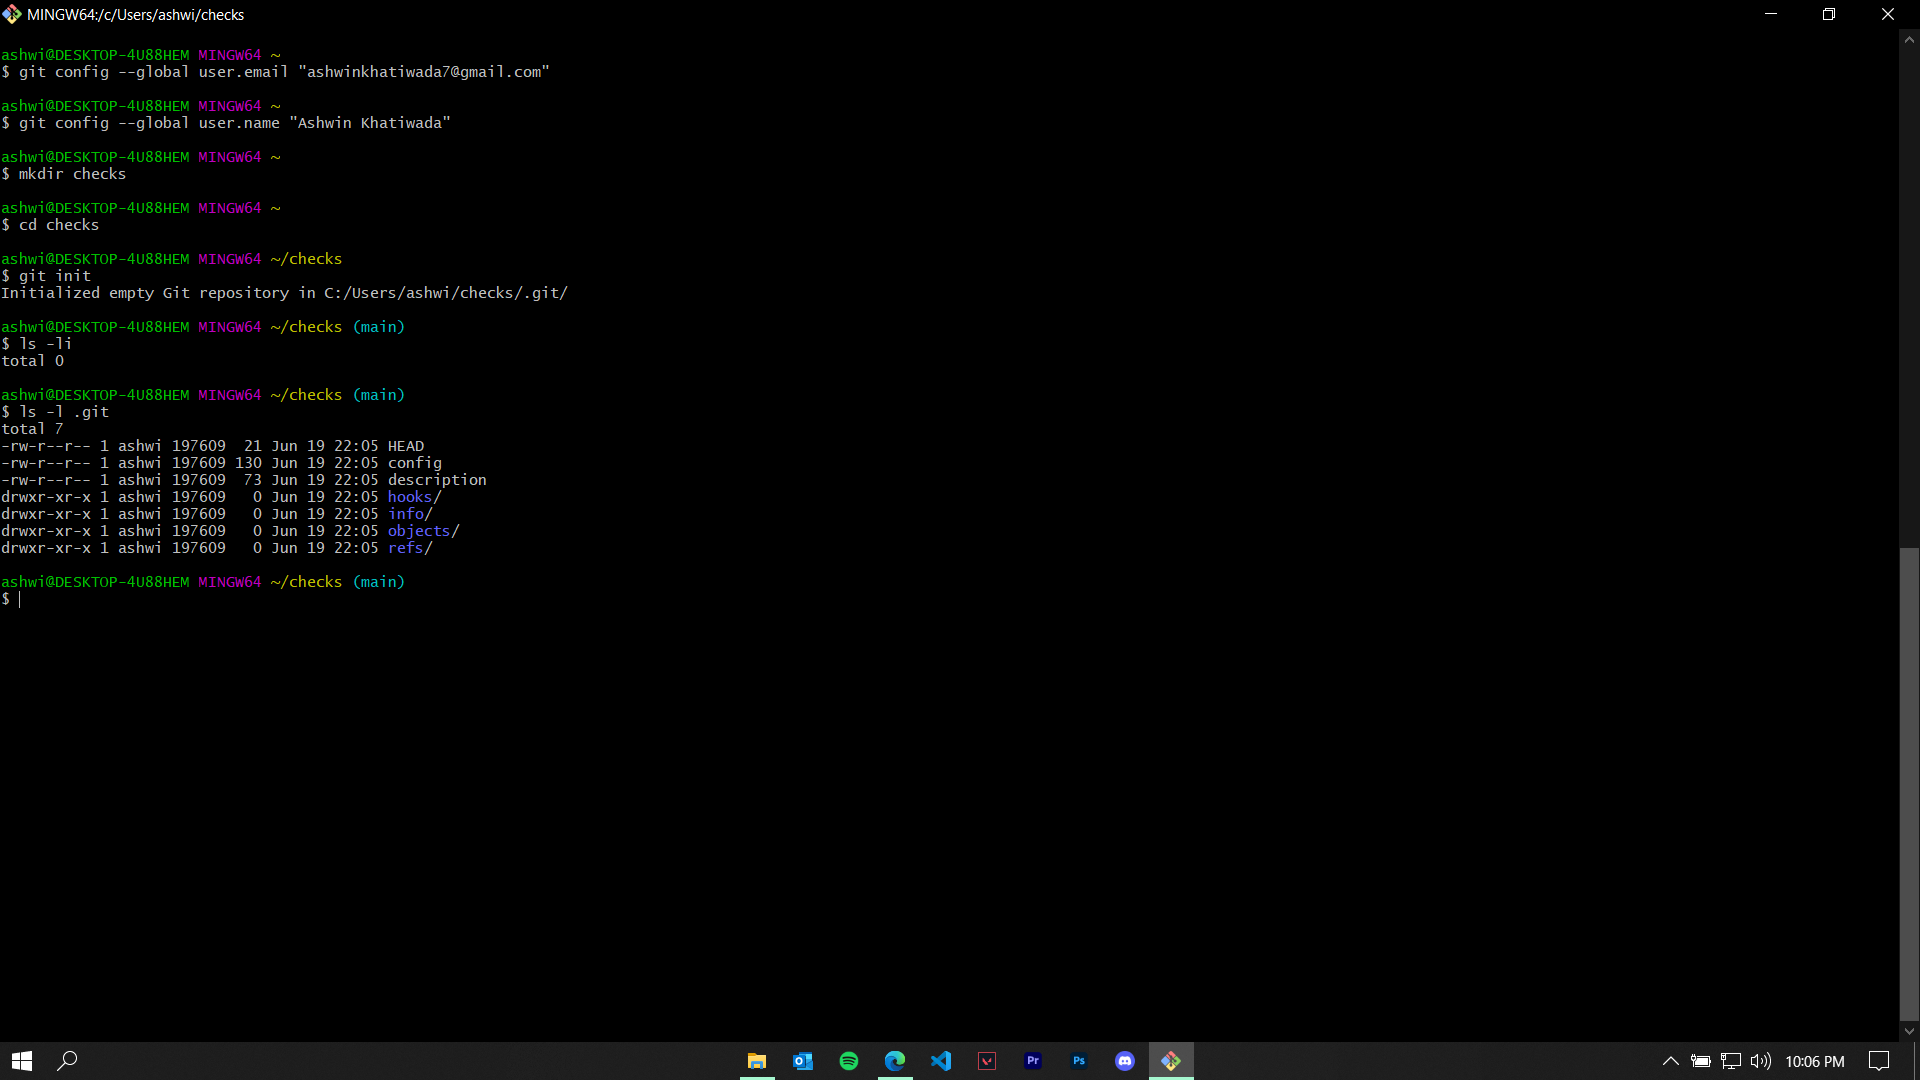 MINGW64:/c/Users/ashwi/checks
ashwi@DESKTOP-4U88HEM MINGW64 ~
$ git config --global user.email "ashwinkhatiwada7@gmail.com"
ashwi@DESKTOP-4U88HEM MINGW64 ~
$ git config --global user.name "Ashwin Khatiwada"
ashwi@DESKTOP-4U88HEM MINGW64 ~
$ mkdir checks
ashwi@DESKTOP-4U88HEM MINGW64 ~
$ cd checks
ashwi@DESKTOP-4U88HEM MINGW64 ~/checks
$ git init
Initialized empty Git repository in C:/Users/ashwi/checks/.git/
ashwi@DESKTOP-4U88HEM MINGW64 ~/checks (main)
$ ls -li
total 0
ashwi@DESKTOP-4U88HEM MINGW64 ~/checks (main)
$ ls -l .git
total 7
-rw-r--r-- 1 ashwi 197609  21 Jun 19 22:05 HEAD
-rw-r--r-- 1 ashwi 197609 130 Jun 19 22:05 config
-rw-r--r-- 1 ashwi 197609  73 Jun 19 22:05 description
drwxr-xr-x 1 ashwi 197609   0 Jun 19 22:05 hooks/
drwxr-xr-x 1 ashwi 197609   0 Jun 19 22:05 info/
drwxr-xr-x 1 ashwi 197609   0 Jun 19 22:05 objects/
drwxr-xr-x 1 ashwi 197609   0 Jun 19 22:05 refs/
ashwi@DESKTOP-4U88HEM MINGW64 ~/checks (main)
$
Pr
Ps
10:06 PM